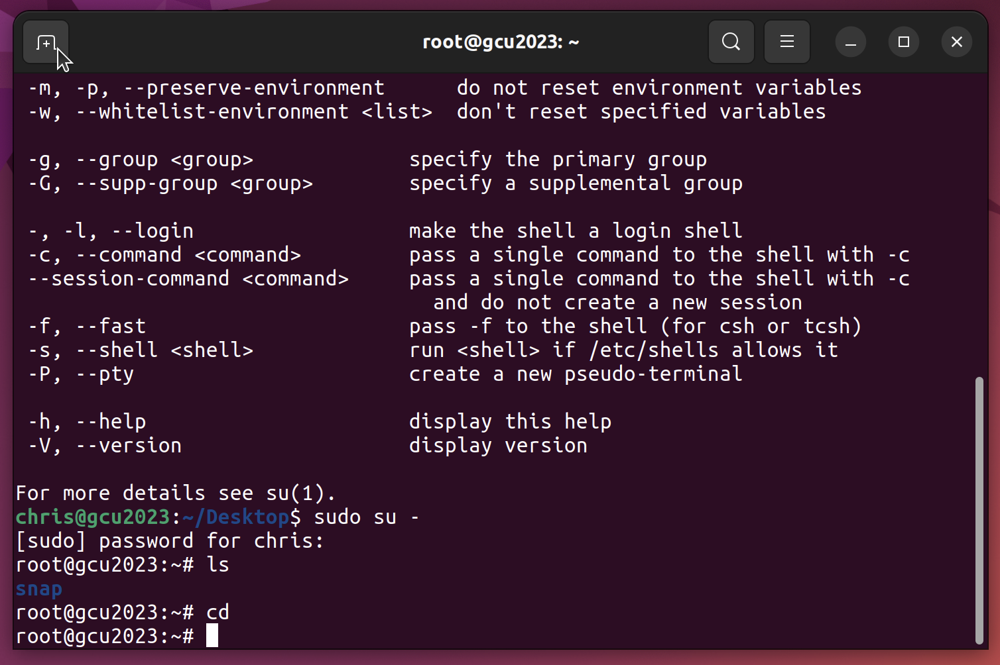 root@gcu2023: ~
-m, -p, --preserve-environment      do not reset environment variables
-w, --whitelist-environment <list>  don't reset specified variables
-g, --group <group>             specify the primary group
-G, --supp-group <group>        specify a supplemental group
-, -l, --login                  make the shell a login shell
-c, --command <command>         pass a single command to the shell with -c
--session-command <command>     pass a single command to the shell with -c
and do not create a new session
-f, --fast                      pass -f to the shell (for csh or tcsh)
-s, --shell <shell>             run <shell> if /etc/shells allows it
-P, --pty                       create a new pseudo-terminal
-h, --help                      display this help
-V, --version                   display version
For more details see su(1).
chris@gcu2023:~/Desktop$ sudo su -
[sudo] password for chris:
root@gcu2023:~# ls
snap
root@gcu2023:~# cd
root@gcu2023:~#